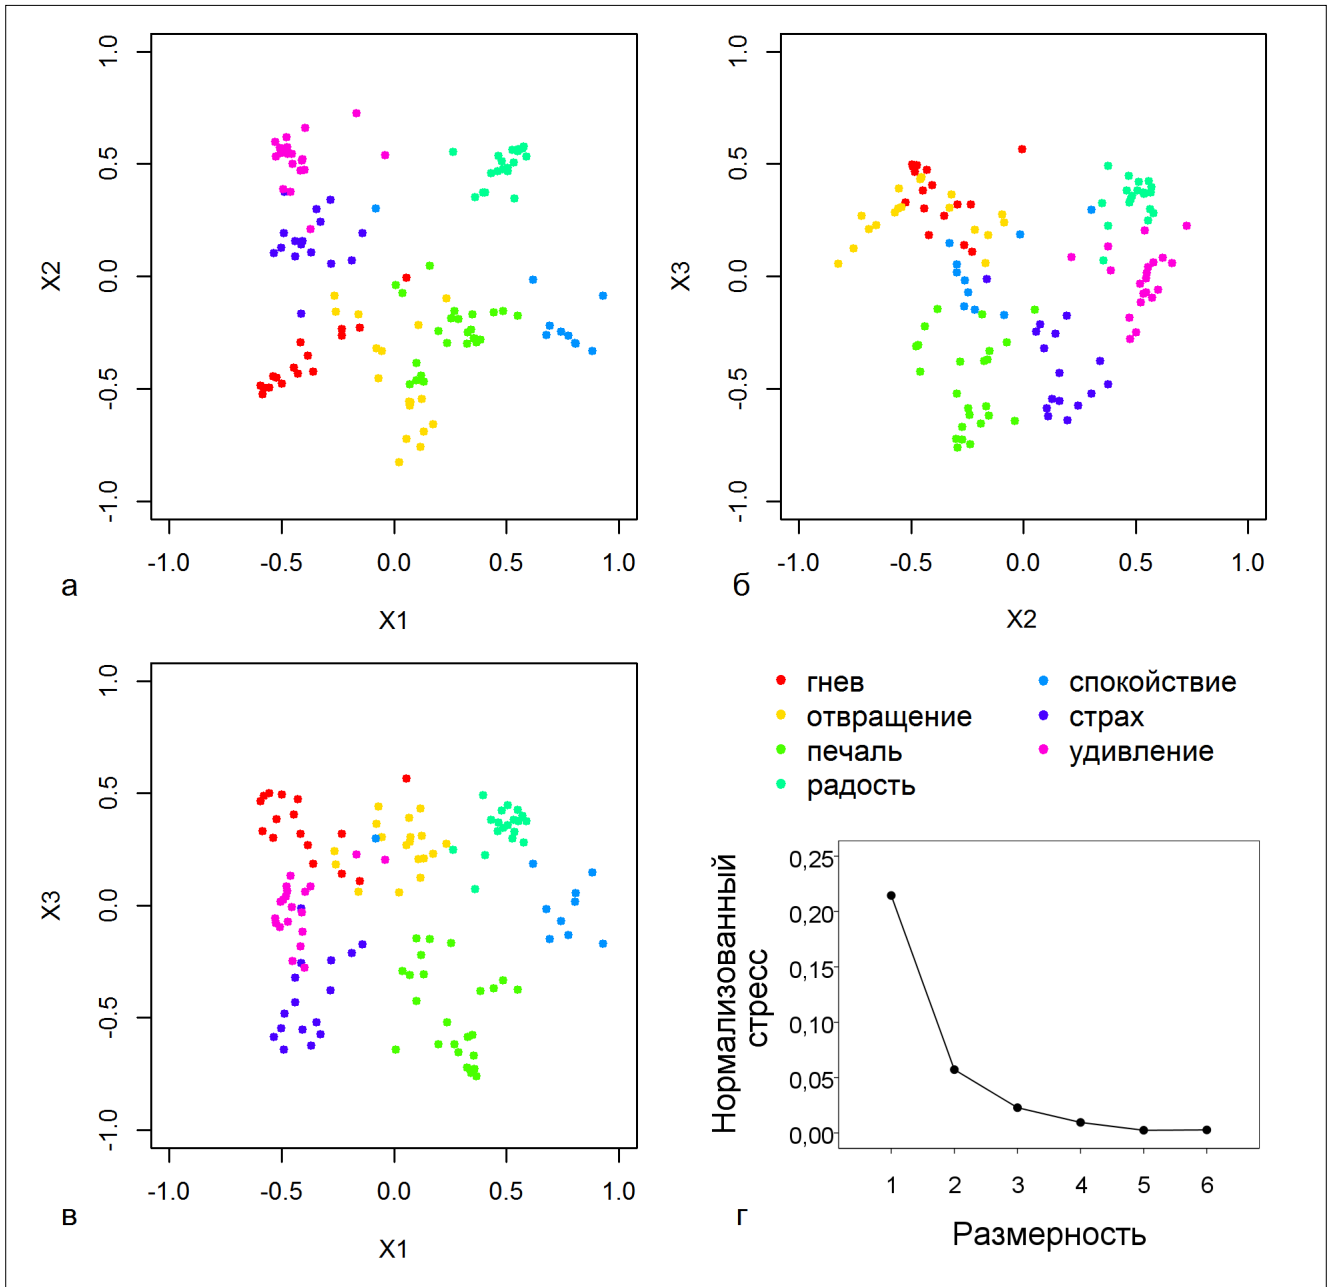 1.0
0.5
0.0
-0.5
-1.0
X2
-1.0 -0.5 0.0 0.5 1.0
а
X1
1.0
0.5
0.0
-0.5
-1.0
X3
-1.0 -0.5 0.0 0.5 1.0
б
X2
1.0
0.5
0.0
-0.5
-1.0
X3
-1.0 -0.5 0.0 0.5 1.0
в
X1
гнев
отвращение
печаль
радость
спокойствие
страх
удивление
Нормализованный
стресс
0,25
0,20
0,15
0,10
0,05
0,00
1 2 3 4 5 6
г
Размерность